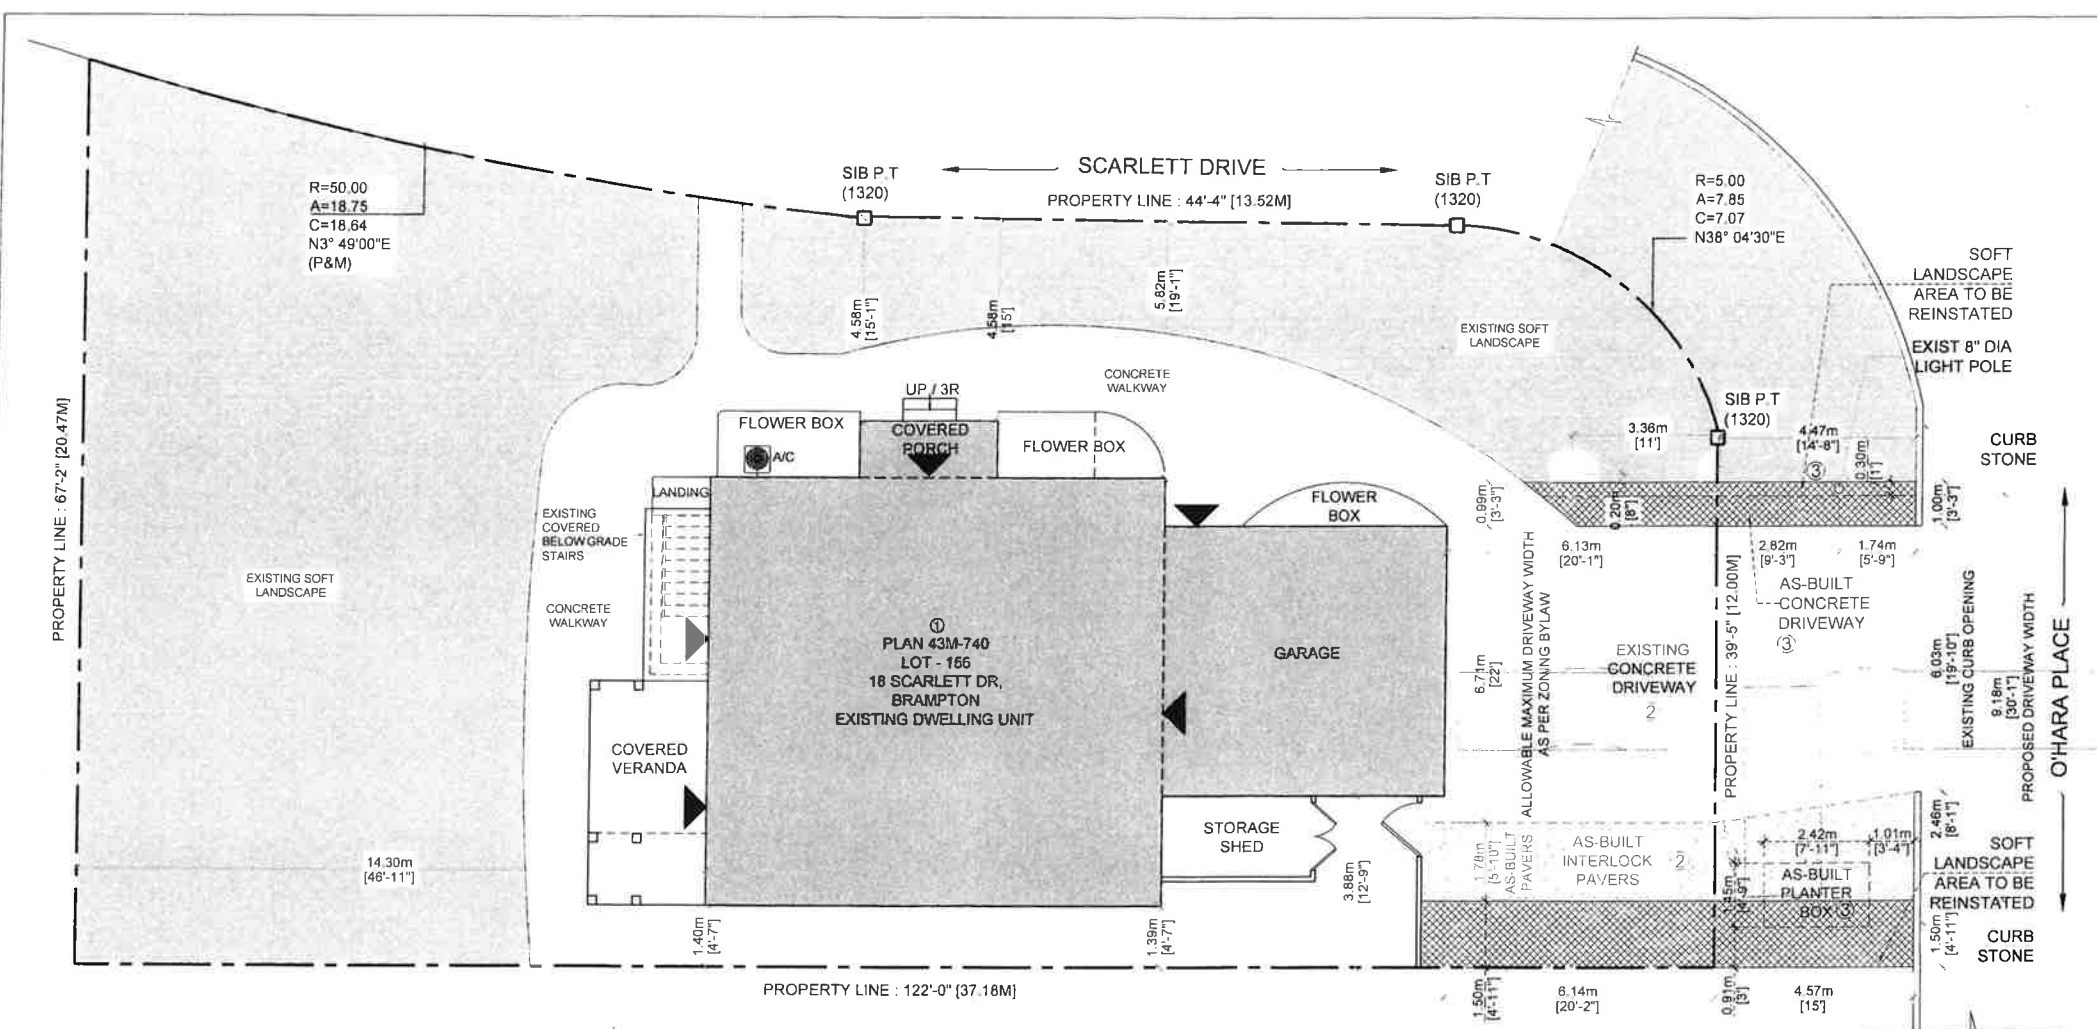 SCARLETT DRIVE
PROPERTY LINE : 44'-4" [13.52M]
SIB P.T
(1320)
SIB P.T
(1320)
R=50.00
A=18.75
C=18.64
N3° 49'00"E
(P&M)
R=5.00
A=7.85
C=7.07
N38° 04'30"E
SOFT
LANDSCAPE
AREA TO BE
REINSTATED
EXIST 8" DIA
LIGHT POLE
4.58m
[15'-1"]
4.58m
[15']
5.82m
[19'-1"]
EXISTING SOFT
LANDSCAPE
CONCRETE
WALKWAY
SIB P.T
(1320)
3.36m
[11']
4.47m
[14'-8"]
3
0.30m
[1']
CURB
STONE
UP / 3R
FLOWER BOX
COVERED
PORCH
FLOWER BOX
A/C
LANDING
FLOWER
BOX
0.99m
[3'-3"]
0.20m
[8"]
1.00m
[3'-3"]
EXISTING
COVERED
BELOW GRADE
STAIRS
6.13m
[20'-1"]
2.82m
[9'-3"]
1.74m
[5'-9"]
PROPERTY LINE : 67'-2" [20.47M]
EXISTING SOFT
LANDSCAPE
CONCRETE
WALKWAY
AS-BUILT
CONCRETE
DRIVEWAY
3
1
PLAN 43M-740
LOT - 156
18 SCARLETT DR,
BRAMPTON
EXISTING DWELLING UNIT
GARAGE
6.71m
[22']
ALLOWABLE MAXIMUM DRIVEWAY WIDTH
AS PER ZONING BYLAW
EXISTING
CONCRETE
DRIVEWAY
2
PROPERTY LINE : 39'-5" [12.00M]
6.03m
[19'-10"]
EXISTING CURB OPENING
9.18m
[30'-1"]
PROPOSED DRIVEWAY WIDTH
O'HARA PLACE
COVERED
VERANDA
STORAGE
SHED
3.88m
[12'-9"]
1.78m
[5'-10"]
AS-BUILT
PAVERS
AS-BUILT
INTERLOCK
PAVERS
2
2.42m
[7'-11"]
1.01m
[3'-4"]
2.46m
[8'-1"]
AS-BUILT
PLANTER
BOX
1.45m
[4'-9"]
SOFT
LANDSCAPE
AREA TO BE
REINSTATED
14.30m
[46'-11"]
1.40m
[4'-7"]
1.39m
[4'-7"]
1.50m
[4'-11"]
CURB
STONE
PROPERTY LINE : 122'-0" [37.18M]
1.50m
[4'-11"]
6.14m
[20'-2"]
0.91m
[3']
4.57m
[15']